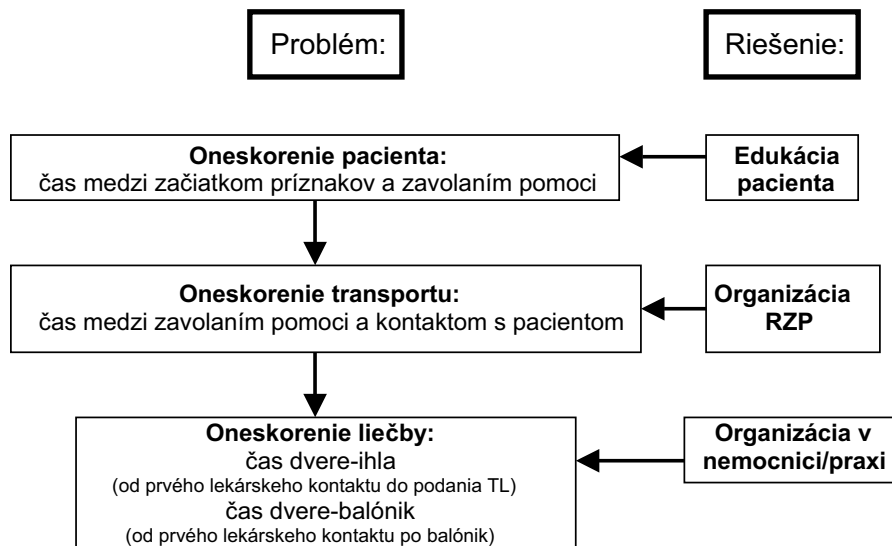 Problém:
Riešenie:
Oneskorenie pacienta:
čas medzi začiatkom príznakov a zavolaním pomoci
Edukácia
pacienta
Oneskorenie transportu:
čas medzi zavolaním pomoci a kontaktom s pacientom
Organizácia
RZP
Oneskorenie liečby:
čas dvere-ihla
(od prvého lekárskeho kontaktu do podania TL)
čas dvere-balónik
(od prvého lekárskeho kontaktu po balónik)
Organizácia v
nemocnici/praxi